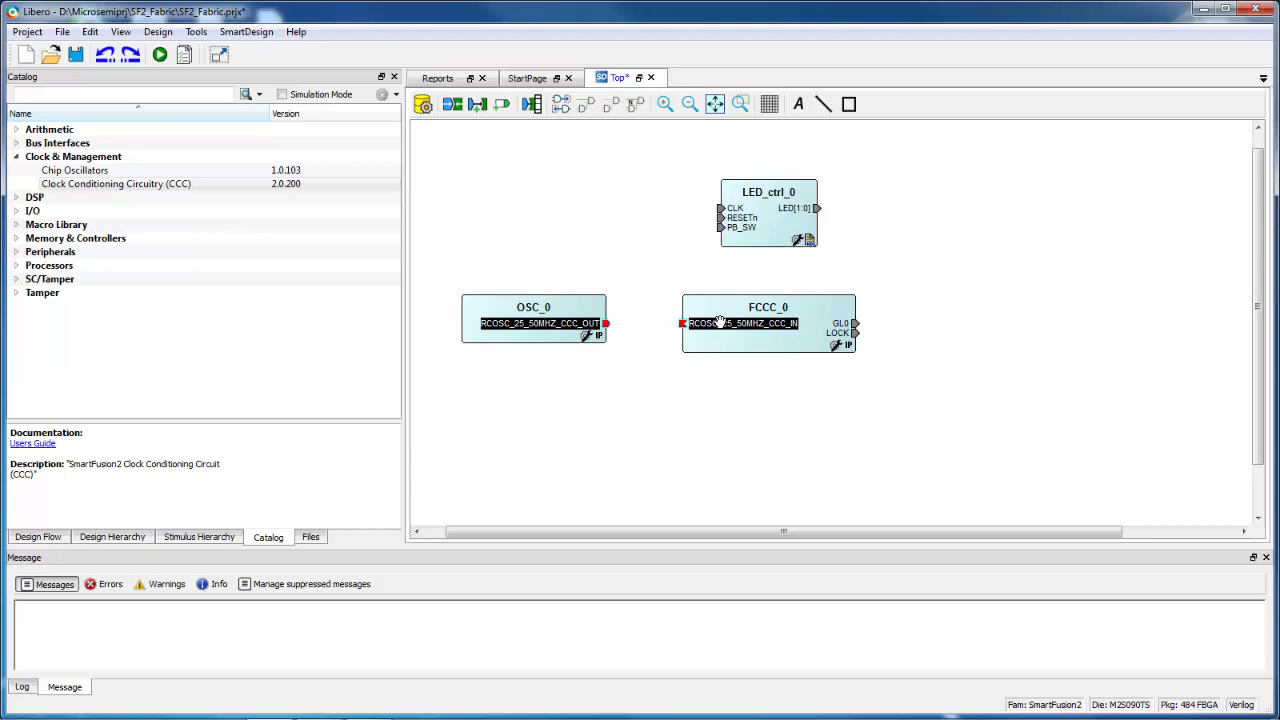 Libero - D:\Microsemiprj\SF2_Fabric\SF2_Fabric.prjx*
Project File Edit View Design Tools SmartDesign Help
Catalog
Simulation Mode
Name Version
Arithmetic
Bus Interfaces
Clock & Management
Chip Oscillators 1.0.103
Clock Conditioning Circuitry (CCC) 2.0.200
DSP
I/O
Macro Library
Memory & Controllers
Peripherals
Processors
SC/Tamper
Tamper
Documentation:
Users Guide
Description: "SmartFusion2 Clock Conditioning Circuit
(CCC)"
Design Flow Design Hierarchy Stimulus Hierarchy Catalog Files
Reports StartPage SD Top*
A
LED_ctrl_0
CLK LED[1:0]
RESETn
PB_SW
OSC_0
RCOSC_25_50MHZ_CCC_OUT
IP
FCCC_0
RCOSC_25_50MHZ_CCC_IN GL0
LOCK
IP
Message
Messages Errors Warnings Info Manage suppressed messages
Log Message
Fam: SmartFusion2 Die: M2S090TS Pkg: 484 FBGA Verilog